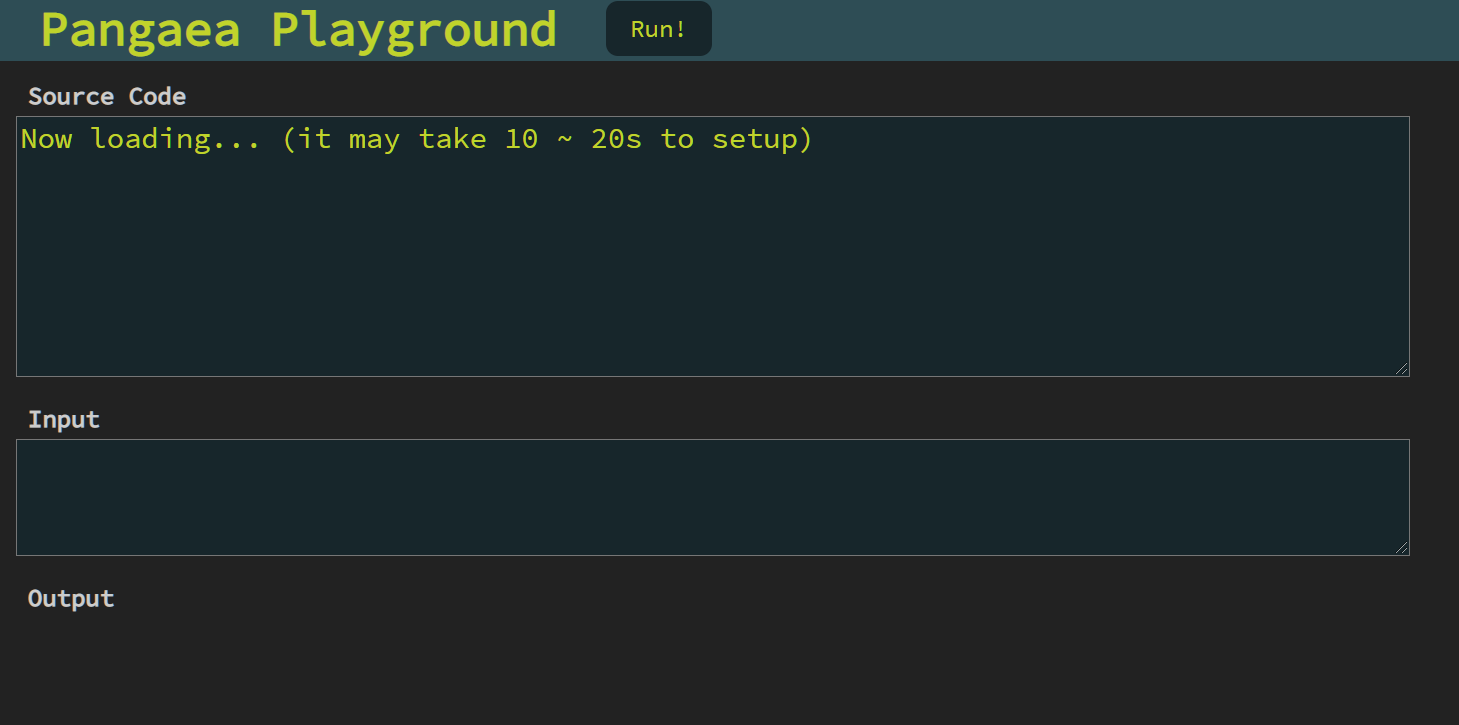 Pangaea Playground Run!
Source Code
Now loading... (it may take 10 ~ 20s to setup)
Input
Output